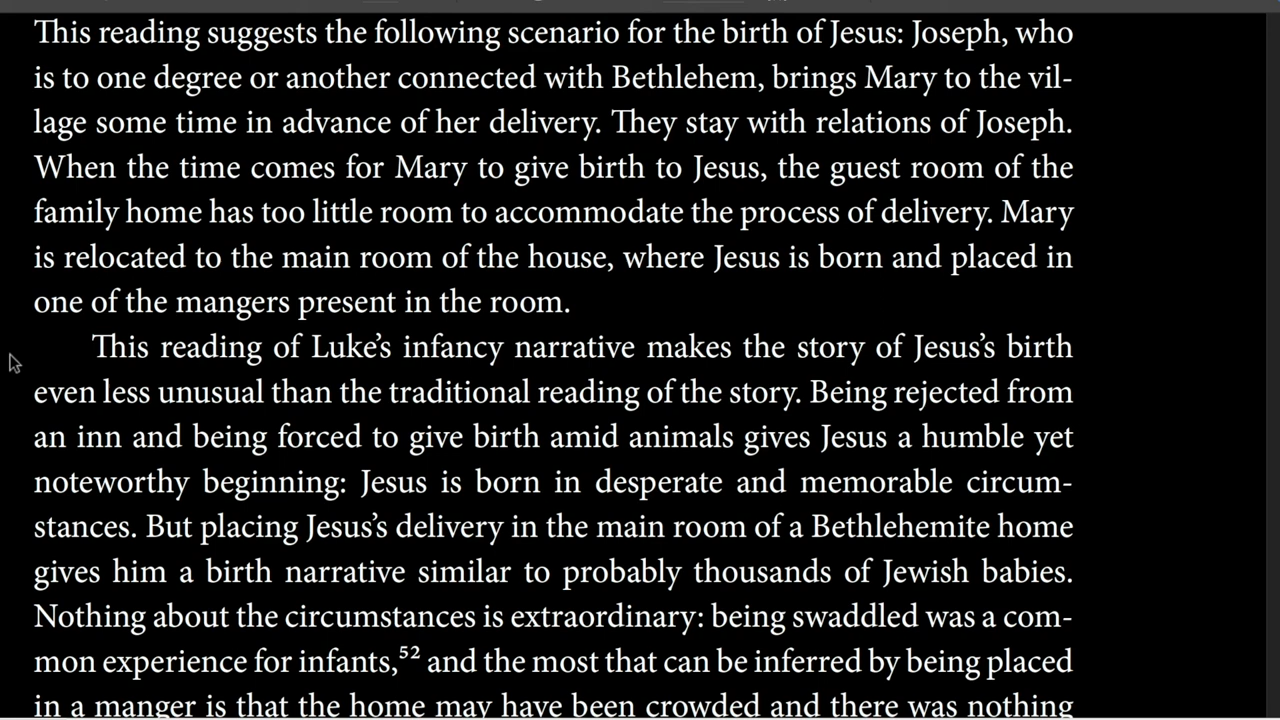 This reading suggests the following scenario for the birth of Jesus: Joseph, who
is to one degree or another connected with Bethlehem, brings Mary to the vil-
lage some time in advance of her delivery. They stay with relations of Joseph.
When the time comes for Mary to give birth to Jesus, the guest room of the
family home has too little room to accommodate the process of delivery. Mary
is relocated to the main room of the house, where Jesus is born and placed in
one of the mangers present in the room.
This reading of Luke’s infancy narrative makes the story of Jesus’s birth
even less unusual than the traditional reading of the story. Being rejected from
an inn and being forced to give birth amid animals gives Jesus a humble yet
noteworthy beginning: Jesus is born in desperate and memorable circum-
stances. But placing Jesus’s delivery in the main room of a Bethlehemite home
gives him a birth narrative similar to probably thousands of Jewish babies.
Nothing about the circumstances is extraordinary: being swaddled was a com-
mon experience for infants,⁵² and the most that can be inferred by being placed
in a manger is that the home may have been crowded and there was nothing